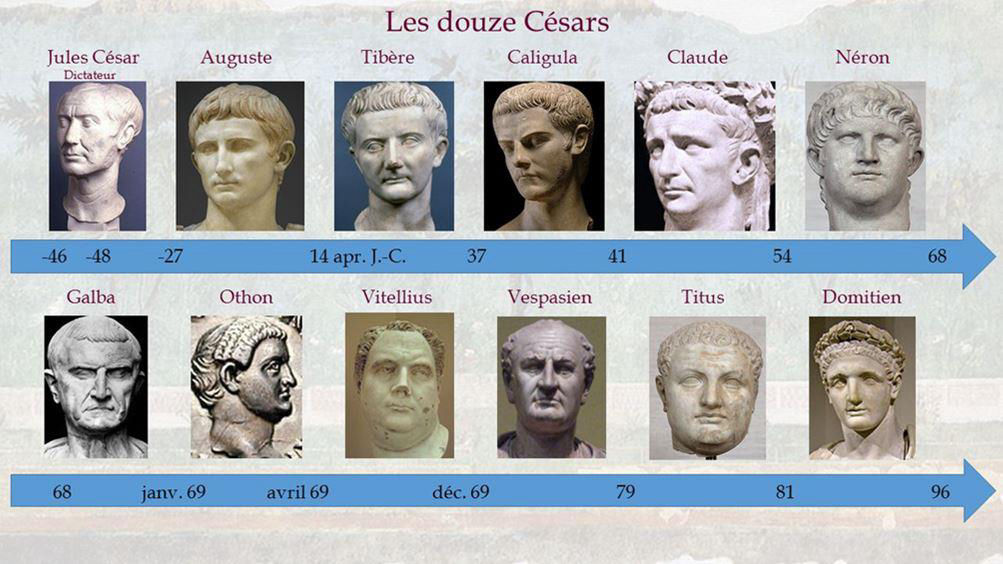 Les douze Césars
Jules César Auguste Tibère Caligula Claude Néron
Dictateur
-46 -48 -27 14 apr. J.-C. 37 41 54 68
Galba Othon Vitellius Vespasien Titus Domitien
68 janv. 69 avril 69 déc. 69 79 81 96